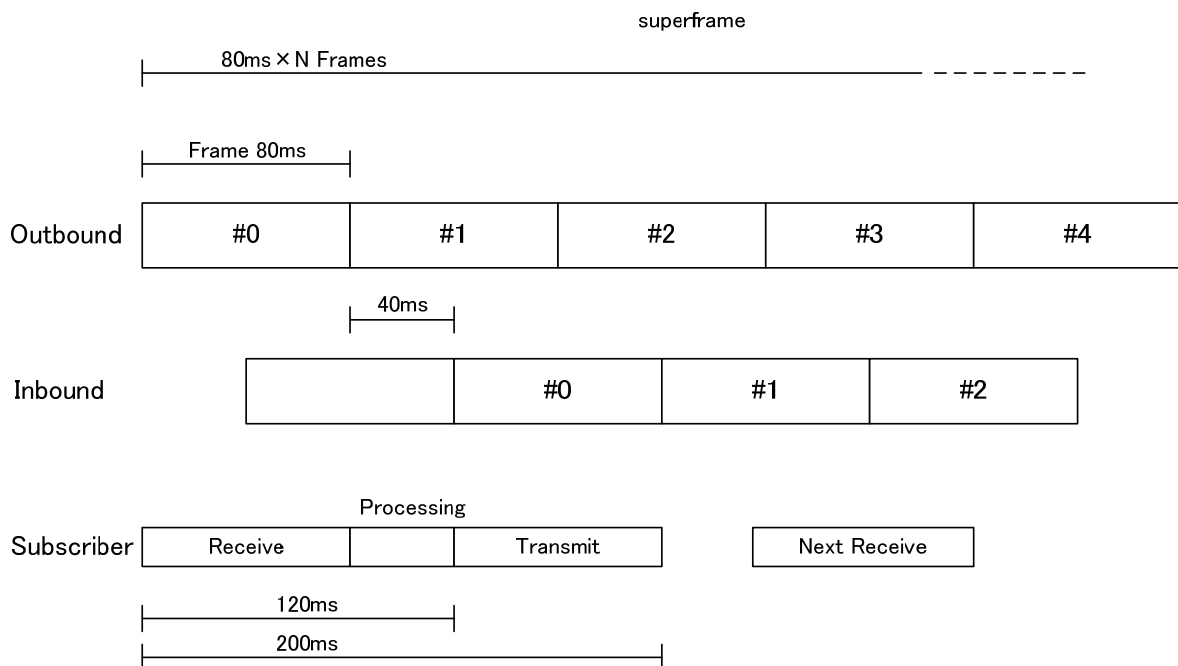 superframe
80ms×N Frames
Frame 80ms
Outbound #0 #1 #2 #3 #4
40ms
Inbound #0 #1 #2
Processing
Subscriber Receive Transmit Next Receive
120ms
200ms